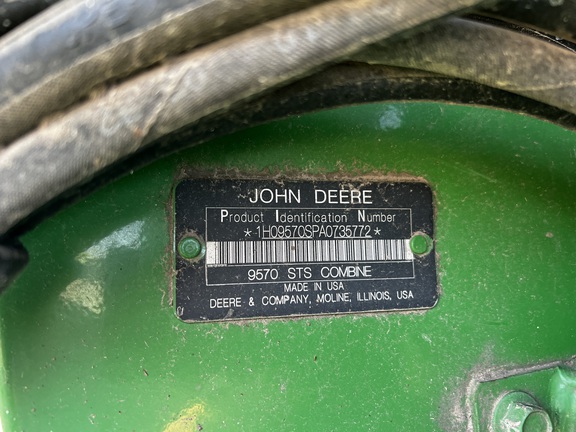 JOHN DEERE
Product Identification Number
*1H09570SPA0735772*
9570 STS COMBINE
MADE IN USA
DEERE & COMPANY, MOLINE, ILLINOIS, USA